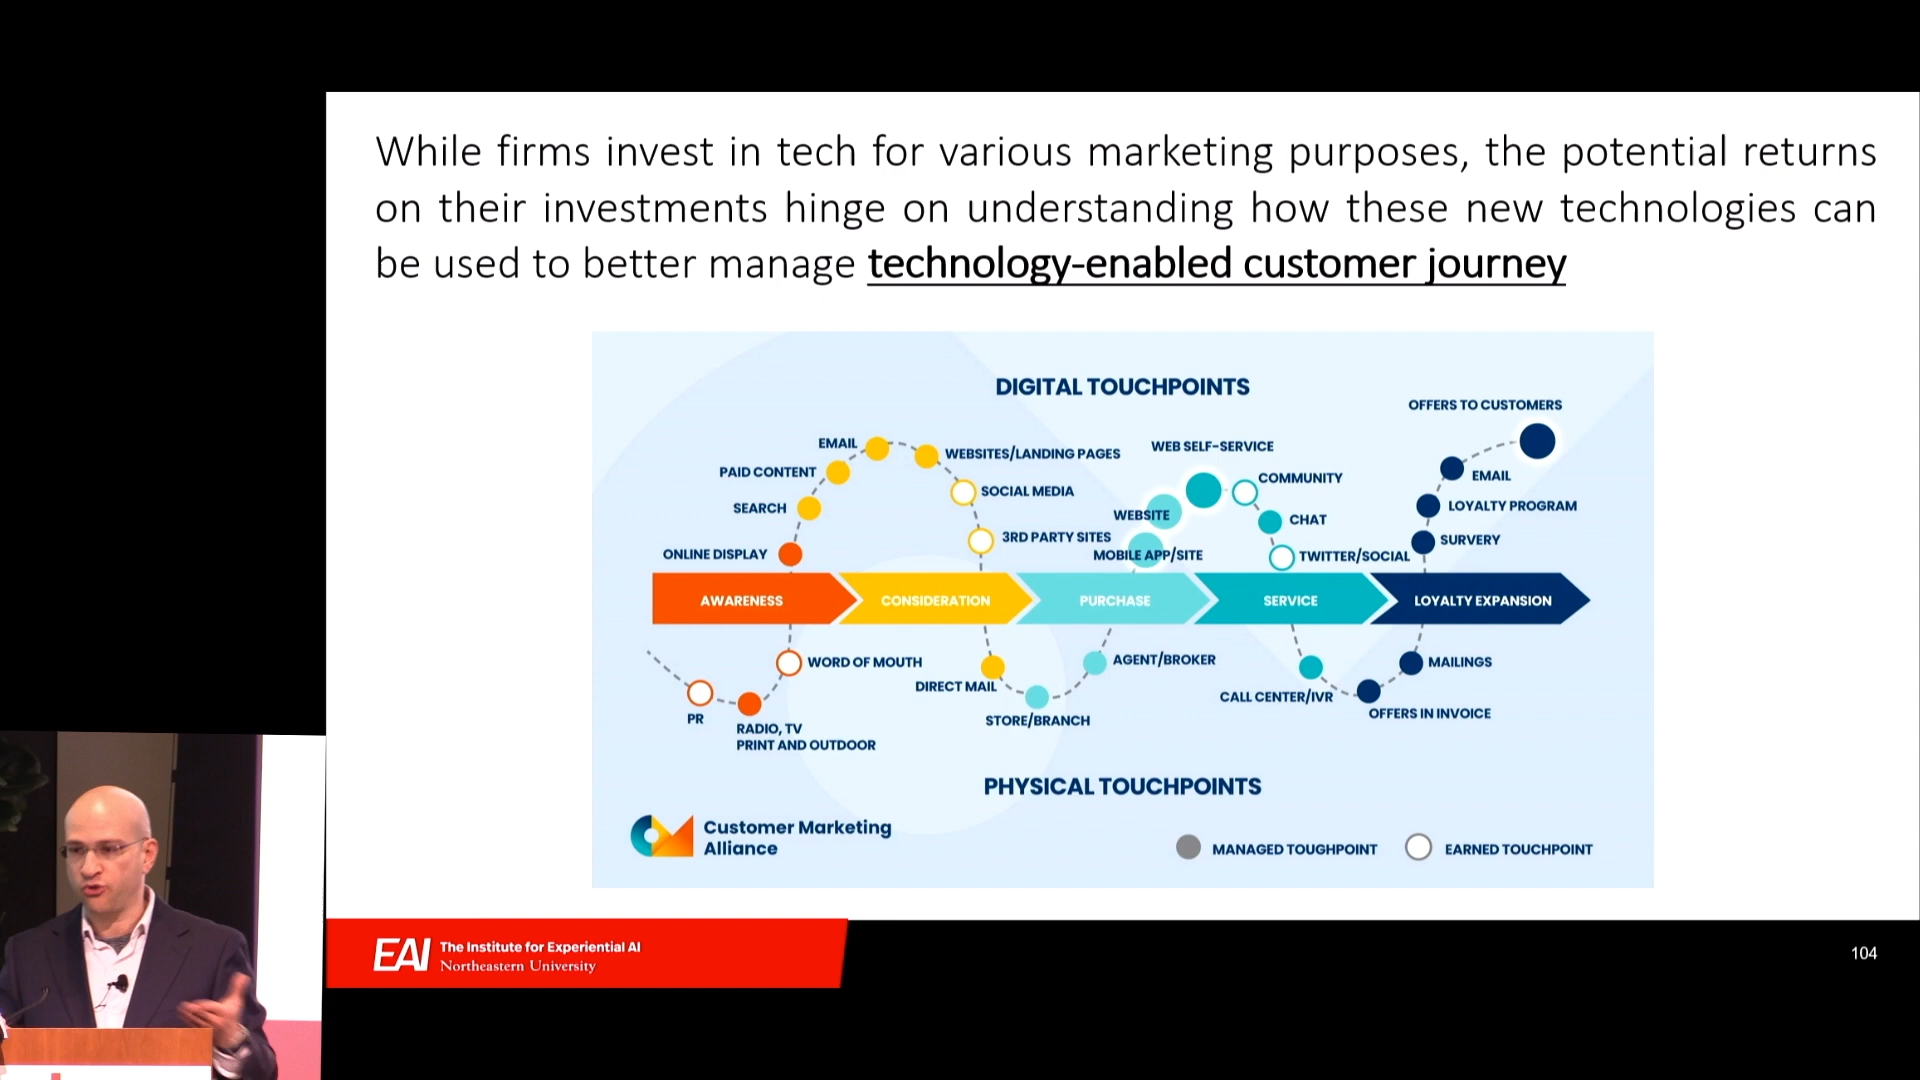 While firms invest in tech for various marketing purposes, the potential returns
on their investments hinge on understanding how these new technologies can
be used to better manage technology-enabled customer journey
DIGITAL TOUCHPOINTS
OFFERS TO CUSTOMERS
EMAIL
WEBSITES/LANDING PAGES
WEB SELF-SERVICE
PAID CONTENT
SOCIAL MEDIA
COMMUNITY
EMAIL
SEARCH
WEBSITE
CHAT
LOYALTY PROGRAM
ONLINE DISPLAY
3RD PARTY SITES
MOBILE APP/SITE
TWITTER/SOCIAL
SURVERY
AWARENESS
CONSIDERATION
PURCHASE
SERVICE
LOYALTY EXPANSION
WORD OF MOUTH
AGENT/BROKER
MAILINGS
PR
DIRECT MAIL
CALL CENTER/IVR
RADIO, TV
PRINT AND OUTDOOR
STORE/BRANCH
OFFERS IN INVOICE
PHYSICAL TOUCHPOINTS
Customer Marketing
Alliance
MANAGED TOUGHPOINT
EARNED TOUCHPOINT
EAI
The Institute for Experiential AI
Northeastern University
104